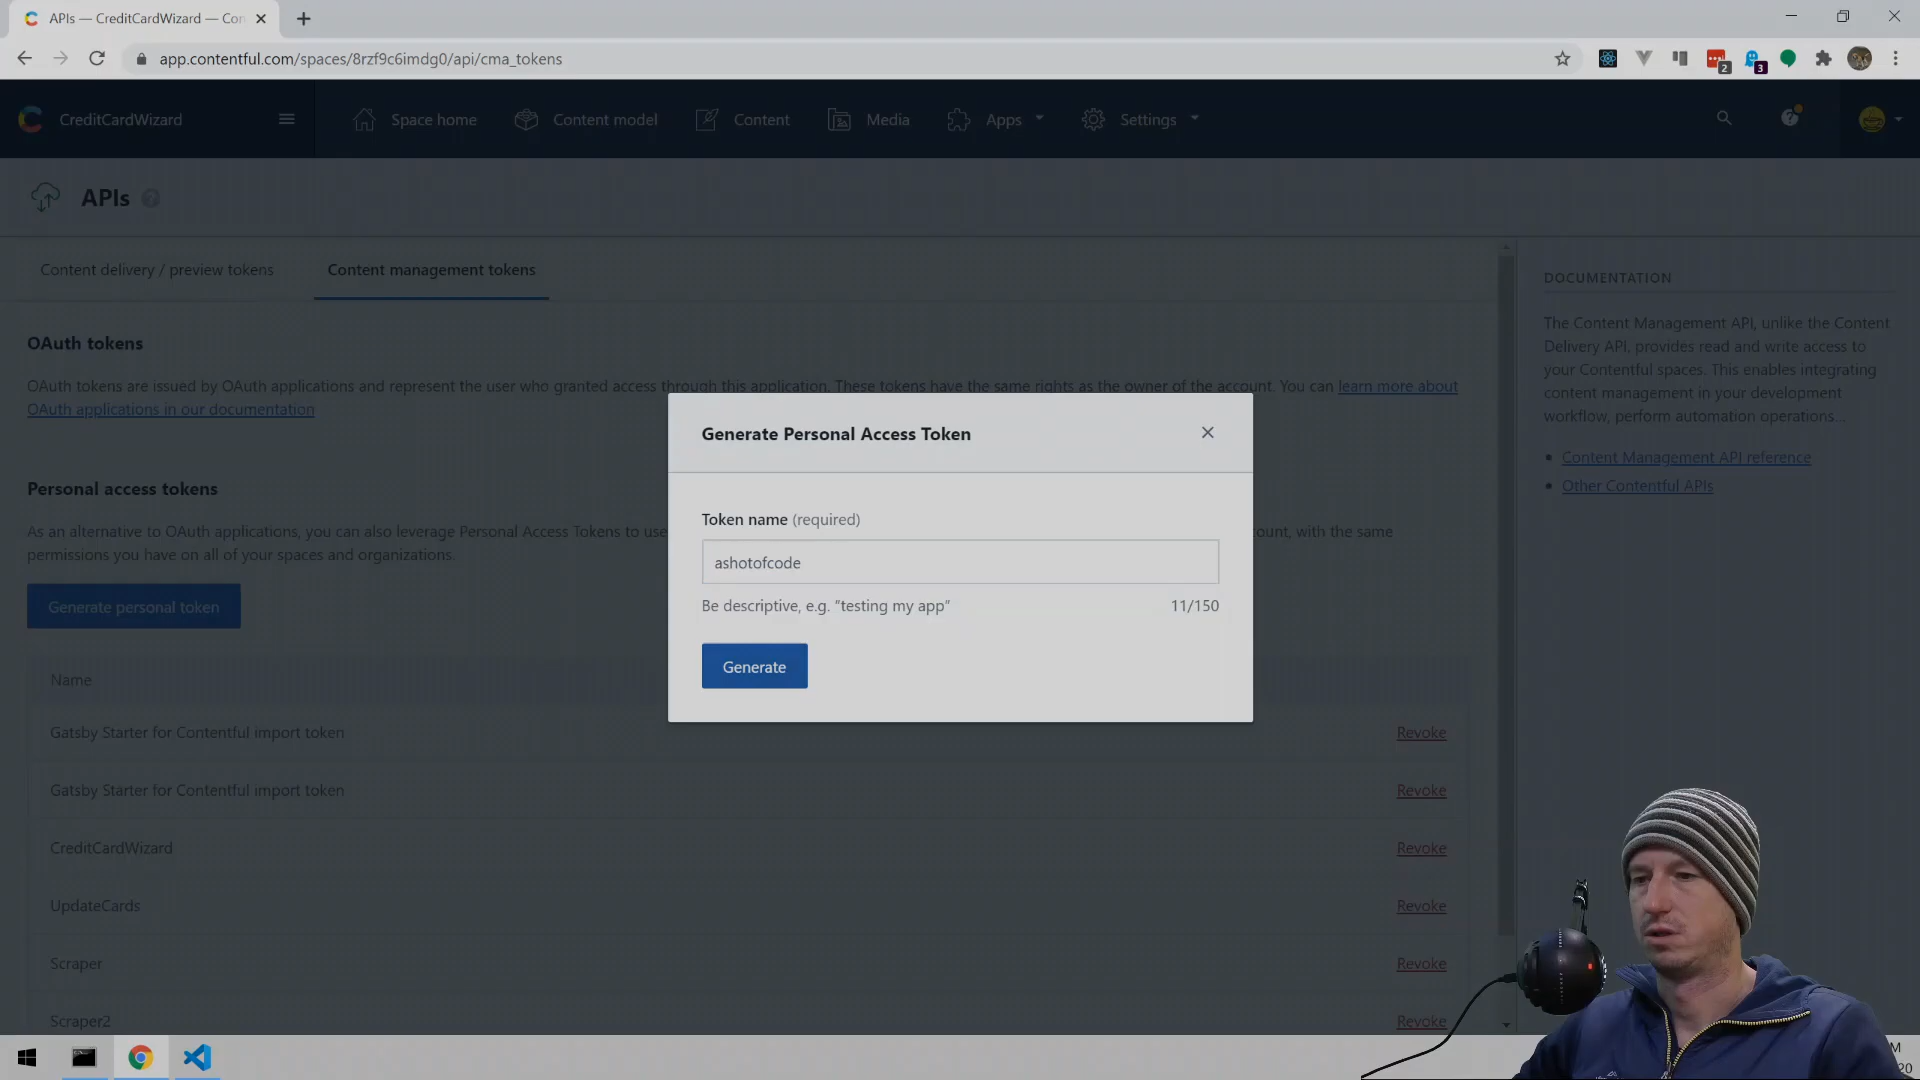 APIs — CreditCardWizard — Con
app.contentful.com/spaces/8rzf9c6imdg0/api/cma_tokens
2
3
CreditCardWizard
Space home
Content model
Content
Media
Apps
Settings
APIs
Content delivery / preview tokens
Content management tokens
OAuth tokens
OAuth tokens are issued by OAuth applications and represent the user who granted access through this application. These tokens have the same rights as the owner of the account. You can learn more about
OAuth applications in our documentation
Personal access tokens
As an alternative to OAuth applications, you can also leverage Personal Access Tokens to use
ount, with the same
permissions you have on all of your spaces and organizations.
Generate personal token
Name
Gatsby Starter for Contentful import token
Revoke
Gatsby Starter for Contentful import token
Revoke
CreditCardWizard
Revoke
UpdateCards
Revoke
Scraper
Revoke
Scraper2
Revoke
Generate Personal Access Token
Token name (required)
ashotofcode
Be descriptive, e.g. “testing my app”
11/150
Generate
DOCUMENTATION
The Content Management API, unlike the Content
Delivery API, provides read and write access to
your Contentful spaces. This enables integrating
content management in your development
workflow, perform automation operations...
Content Management API reference
Other Contentful APIs
M
20